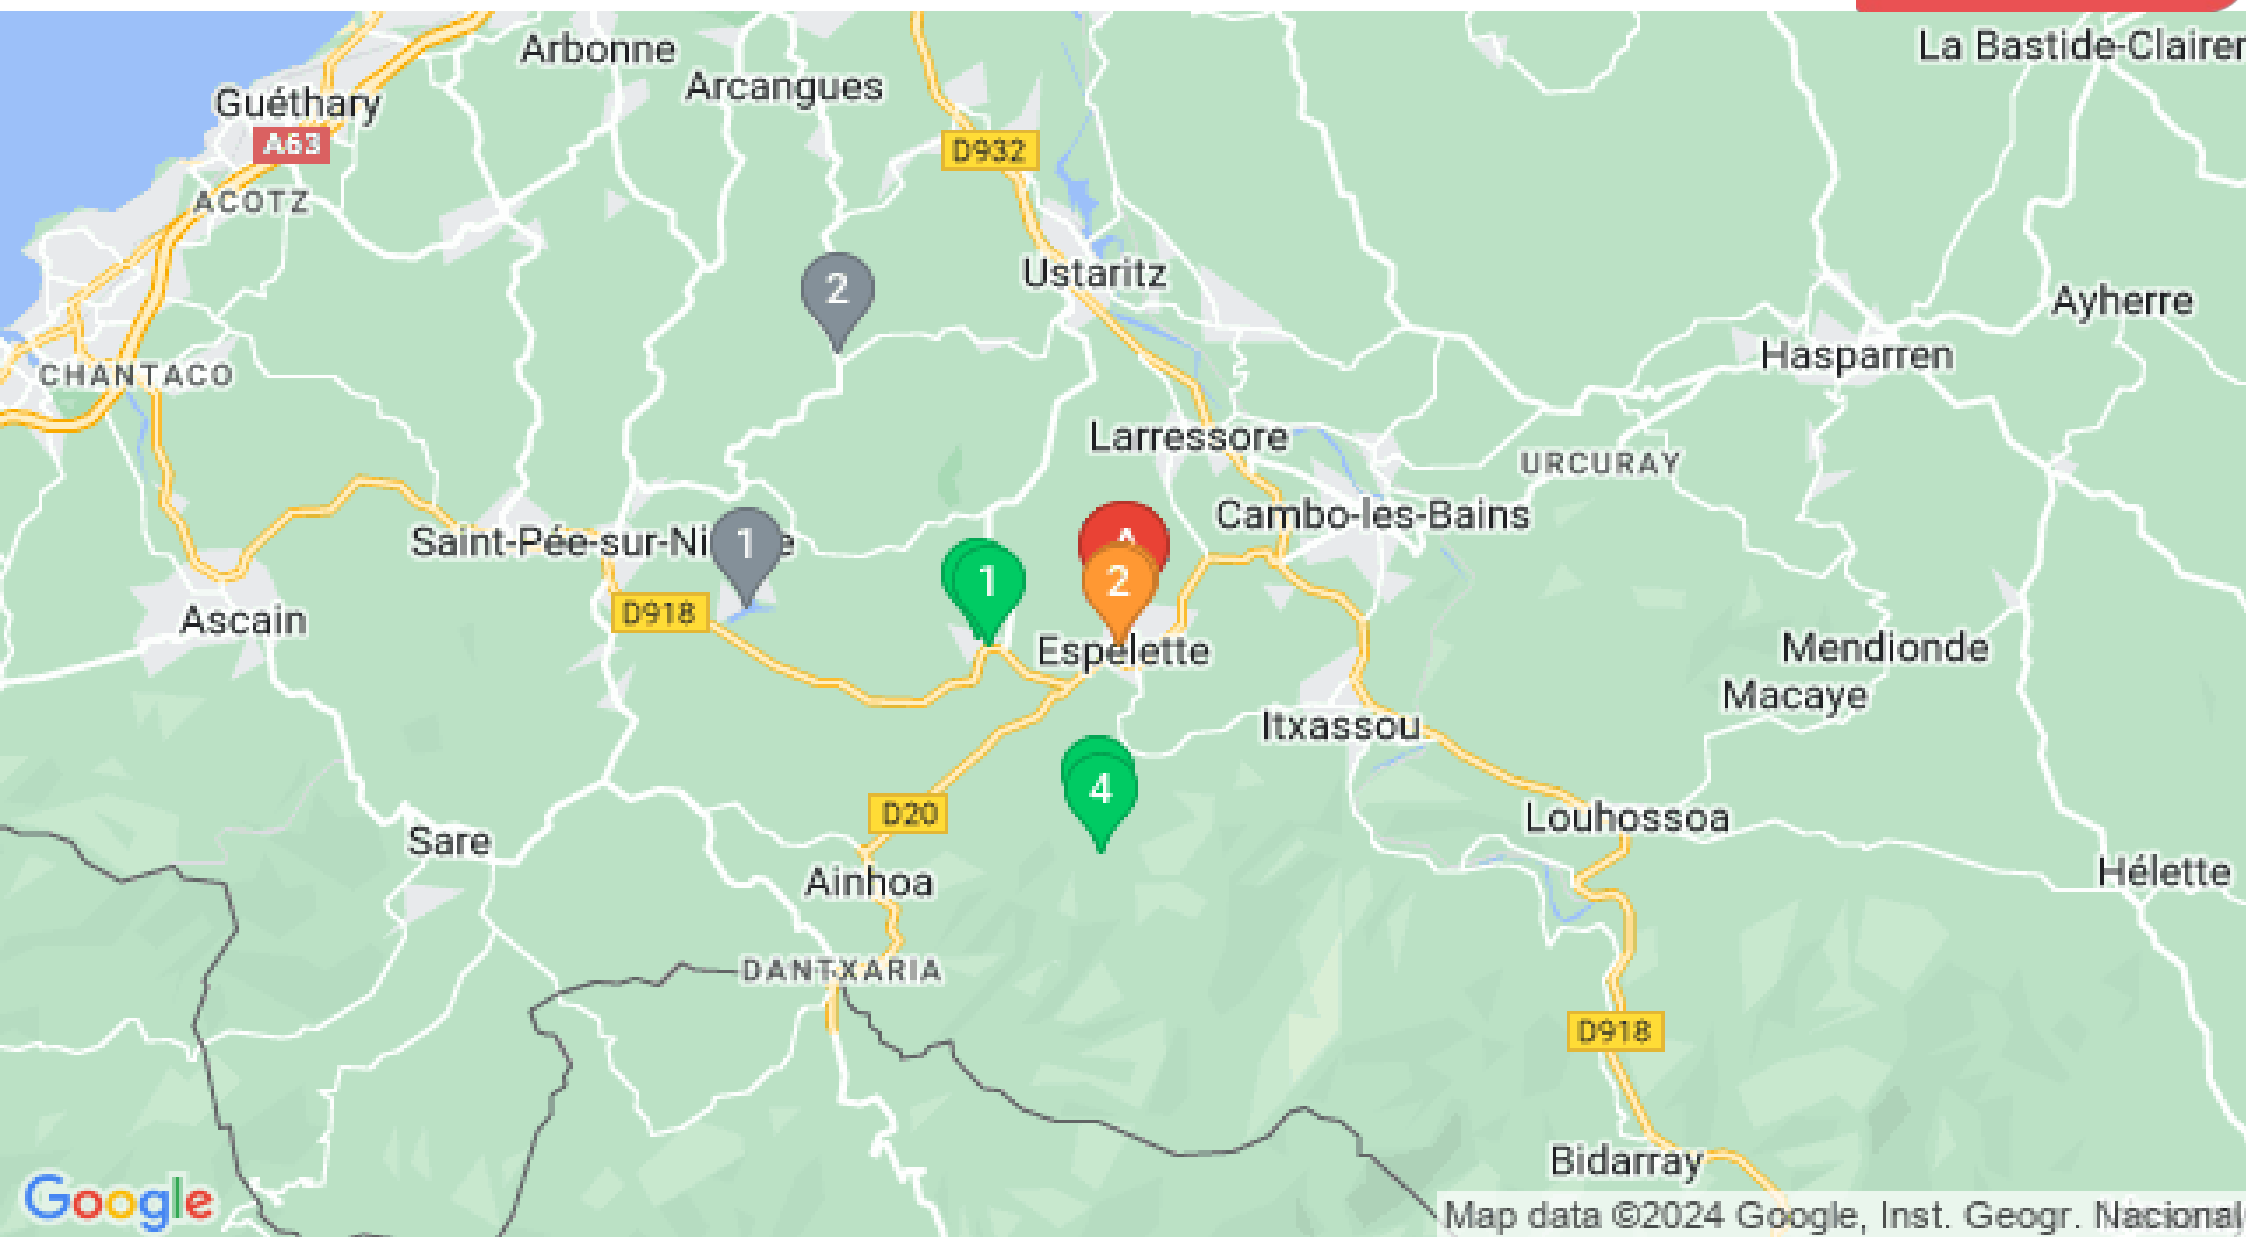 Arbonne
La Bastide-Clairen
Arcangues
Guéthary
A63
D932
ACOTZ
Ustaritz
2
Ayherre
Hasparren
CHANTACO
Larressore
URCURAY
Cambo-les-Bains
Saint-Pée-sur-Ni
1
e
A
1
2
D918
Ascain
Espelette
Mendionde
Macaye
Itxassou
4
D20
Louhossoa
Sare
Hélette
Ainhoa
DANTXARIA
D918
Bidarray
Google
Map data ©2024 Google, Inst. Geogr. Nacional